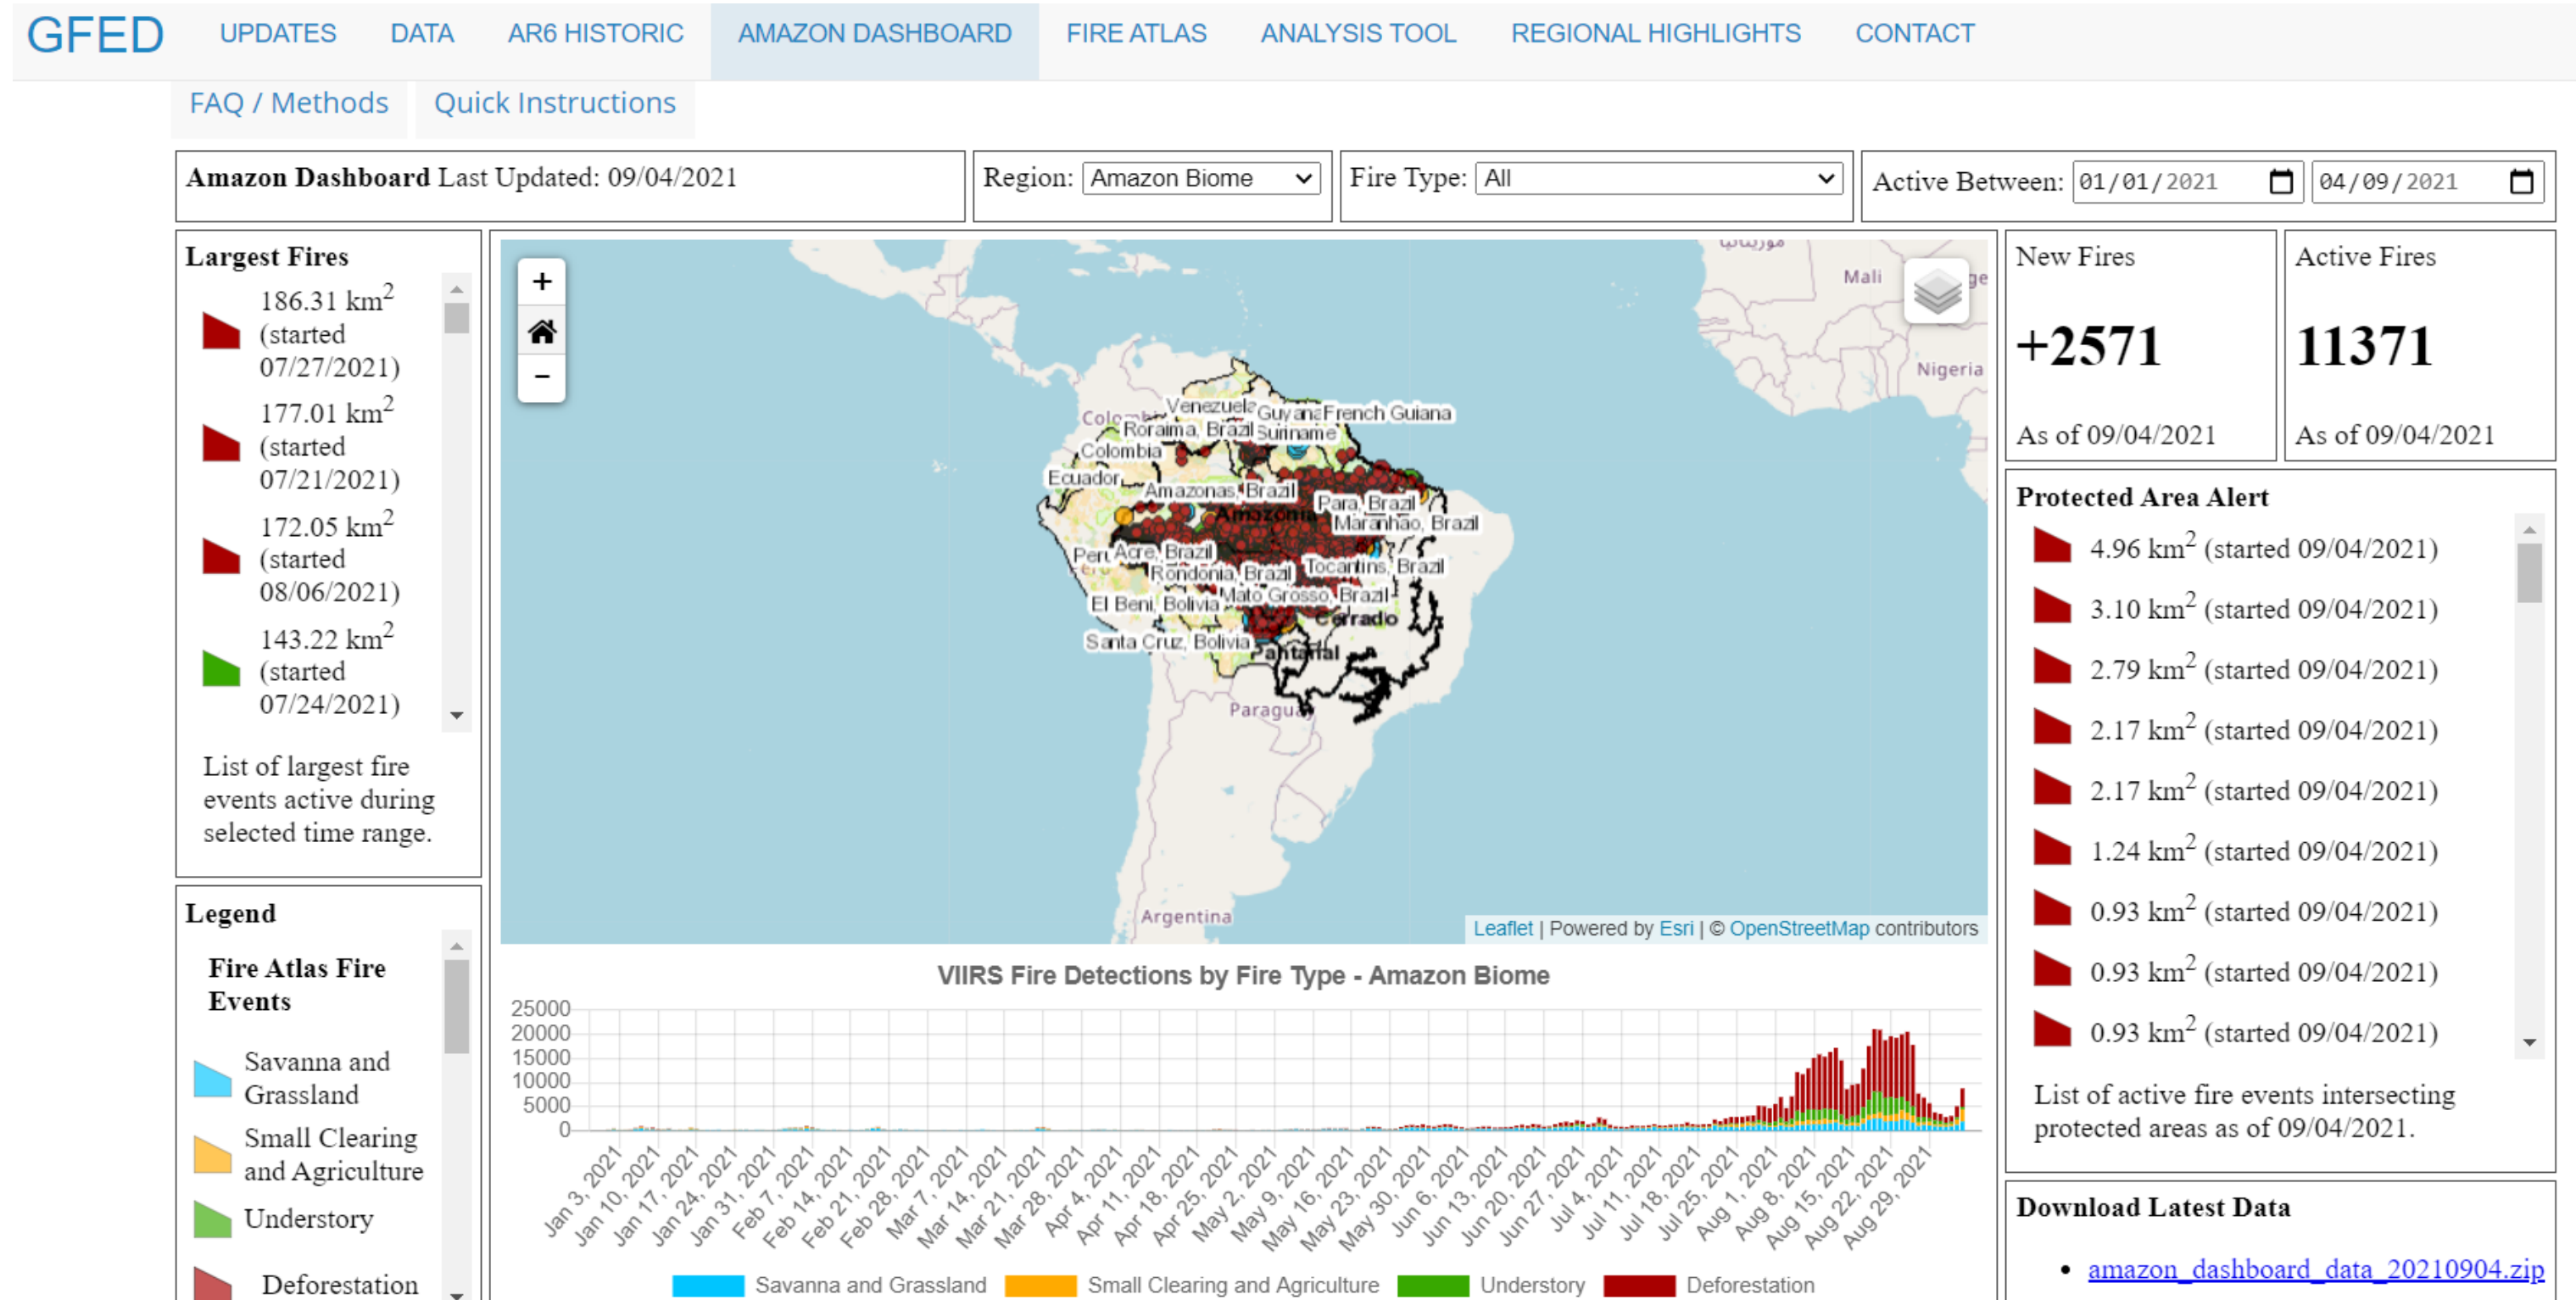 GFED UPDATES DATA AR6 HISTORIC AMAZON DASHBOARD FIRE ATLAS ANALYSIS TOOL REGIONAL HIGHLIGHTS CONTACT
FAQ / Methods Quick Instructions
Amazon Dashboard Last Updated: 09/04/2021
Region: Amazon Biome
Fire Type: All
Active Between: 01/01/2021 04/09/2021
Largest Fires
186.31 km2
(started
07/27/2021)
177.01 km2
(started
07/21/2021)
172.05 km2
(started
08/06/2021)
143.22 km2
(started
07/24/2021)
List of largest fire
events active during
selected time range.
Legend
Fire Atlas Fire
Events
Savanna and
Grassland
Small Clearing
and Agriculture
Understory
Deforestation
+
−
موريتانيا
Mali
Nigeria
Venezuela
Guyana
French Guiana
Roraima, Brazil
Suriname
Colombia
Ecuador
Amazonas, Brazil
Para, Brazil
Amazonia
Maranhao, Brazil
Peru
Acre, Brazil
Rondonia, Brazil
Tocantins, Brazil
El Beni, Bolivia
Mato Grosso, Brazil
Cerrado
Santa Cruz, Bolivia
Pantanal
Paraguay
Argentina
Leaflet | Powered by Esri | © OpenStreetMap contributors
VIIRS Fire Detections by Fire Type - Amazon Biome
25000
20000
15000
10000
5000
0
Jan 3, 2021
Jan 10, 2021
Jan 17, 2021
Jan 24, 2021
Jan 31, 2021
Feb 7, 2021
Feb 14, 2021
Feb 21, 2021
Feb 28, 2021
Mar 7, 2021
Mar 14, 2021
Mar 21, 2021
Mar 28, 2021
Apr 4, 2021
Apr 11, 2021
Apr 18, 2021
Apr 25, 2021
May 2, 2021
May 9, 2021
May 16, 2021
May 23, 2021
May 30, 2021
Jun 6, 2021
Jun 13, 2021
Jun 20, 2021
Jun 27, 2021
Jul 4, 2021
Jul 11, 2021
Jul 18, 2021
Jul 25, 2021
Aug 1, 2021
Aug 8, 2021
Aug 15, 2021
Aug 22, 2021
Aug 29, 2021
Savanna and Grassland Small Clearing and Agriculture Understory Deforestation
New Fires
+2571
As of 09/04/2021
Active Fires
11371
As of 09/04/2021
Protected Area Alert
4.96 km2 (started 09/04/2021)
3.10 km2 (started 09/04/2021)
2.79 km2 (started 09/04/2021)
2.17 km2 (started 09/04/2021)
2.17 km2 (started 09/04/2021)
1.24 km2 (started 09/04/2021)
0.93 km2 (started 09/04/2021)
0.93 km2 (started 09/04/2021)
0.93 km2 (started 09/04/2021)
List of active fire events intersecting
protected areas as of 09/04/2021.
Download Latest Data
• amazon_dashboard_data_20210904.zip